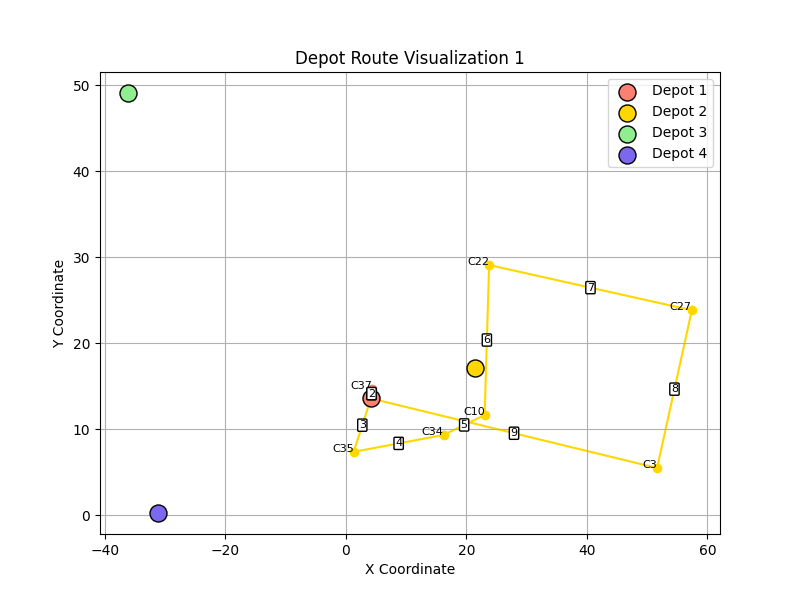 Depot Route Visualization 1
Depot 1
Depot 2
Depot 3
Depot 4
Y Coordinate
50
40
30
20
10
0
C22
7
C27
6
C37
2
8
C10
3
5
9
C34
4
C35
C3
−40
−20
0
20
40
60
X Coordinate